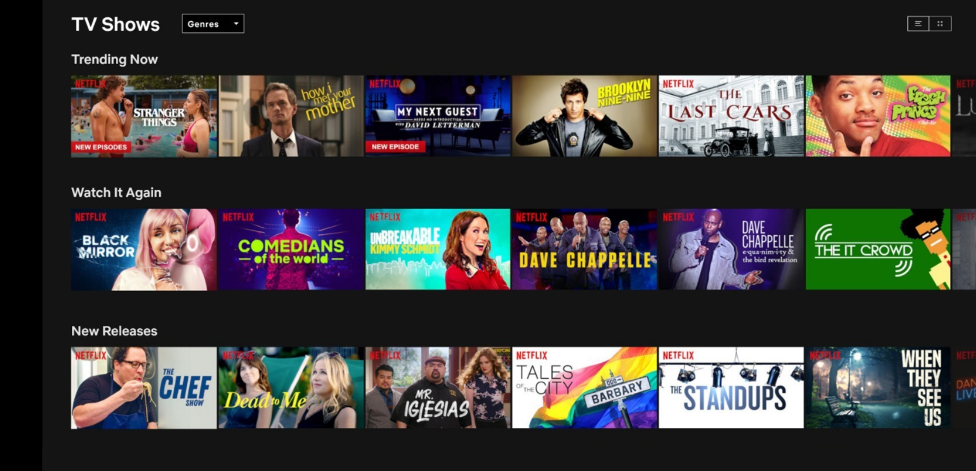 TV Shows
Genres
Trending Now
NETFLIX
STRANGER
THINGS
NEW EPISODES
how i
met your
mother
NETFLIX
MY NEXT GUEST
NEEDS NO INTRODUCTION
WITH DAVID LETTERMAN
NEW EPISODE
BROOKLYN
NINE-NINE
NETFLIX
THE
LAST CZARS
The
Fresh
Prince
Watch It Again
NETFLIX
BLACK
MIRROR
NETFLIX
COMEDIANS
of the world
NETFLIX
UNBREAKABLE
KIMMY SCHMIDT
NETFLIX
DAVE CHAPPELLE
NETFLIX
DAVE
CHAPPELLE
e·qua·nim·i·ty &
the bird revelation
THE IT CROWD
New Releases
NETFLIX
THE
CHEF
SHOW
NETFLIX
Dead to Me
NETFLIX
MR.
IGLESIAS
NETFLIX
TALES
OF THE CITY
BARBARY
NETFLIX
THE STANDUPS
NETFLIX
WHEN
THEY
SEE
US